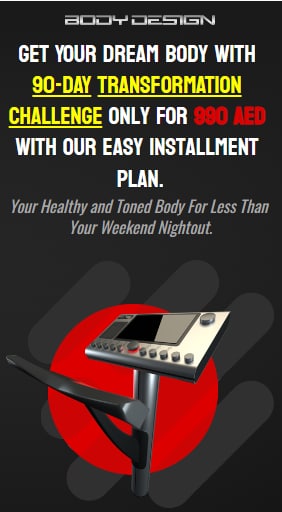 BODY DESIGN
GET YOUR DREAM BODY WITH
90-DAY TRANSFORMATION
CHALLENGE ONLY FOR 990 AED
WITH OUR EASY INSTALLMENT
PLAN.
Your Healthy and Toned Body For Less Than
Your Weekend Nightout.